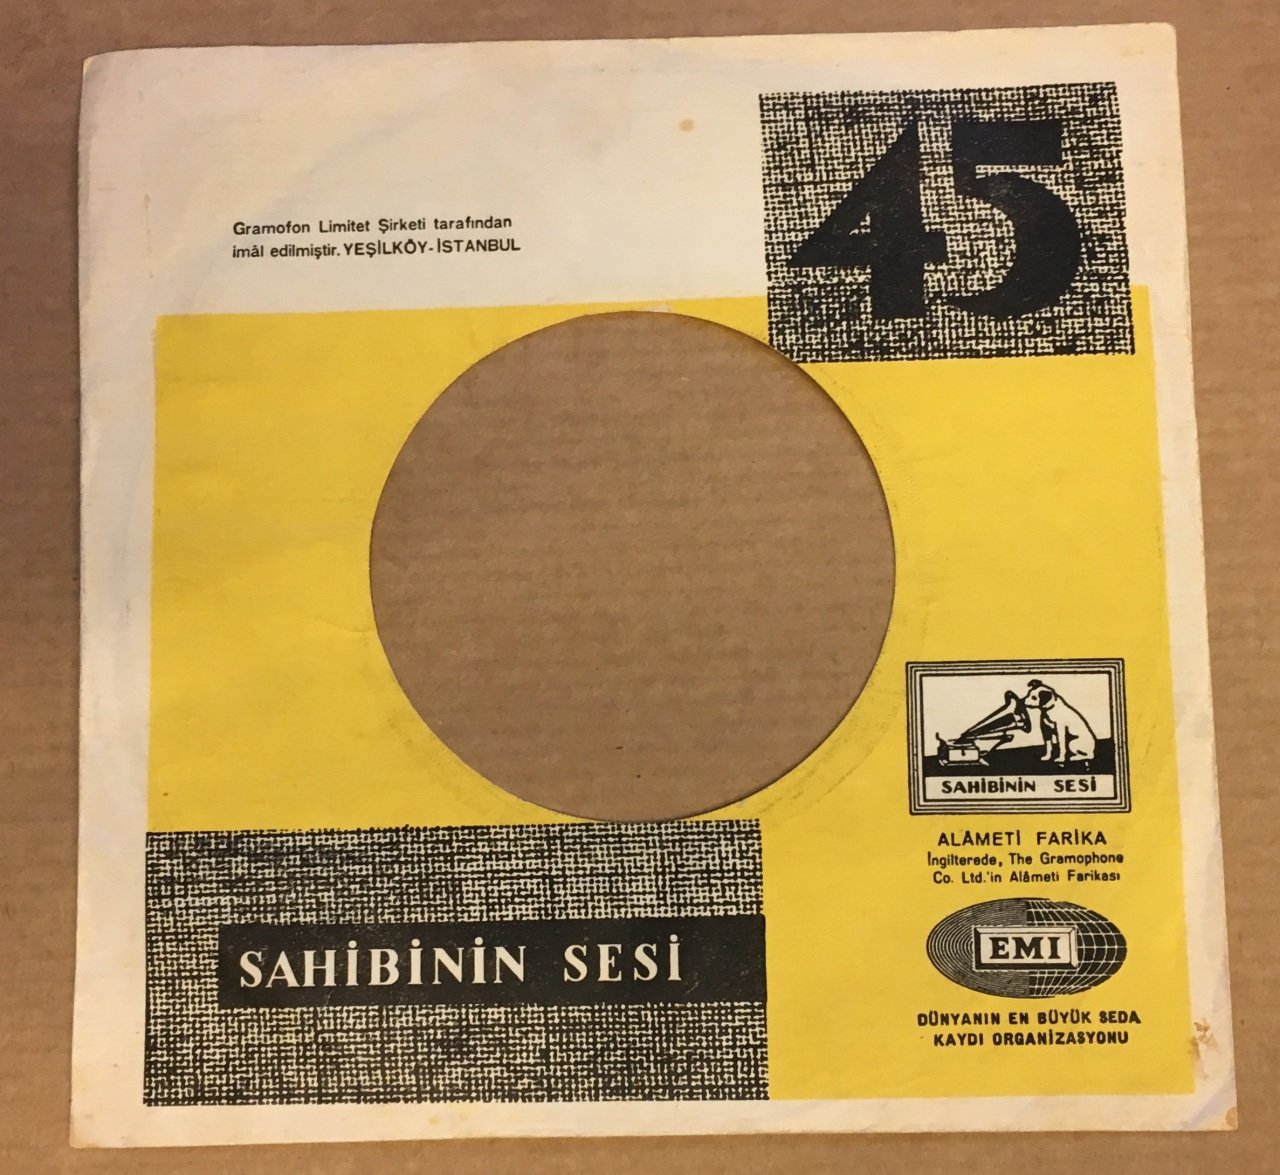 45
Gramofon Limitet Şirketi tarafından
imâl edilmiştir. YEŞİLKÖY-İSTANBUL
SAHİBİNİN SESİ
ALÂMETİ FARİKA
İngilterede, The Gramophone
Co. Ltd.'in Alâmeti Farikası
EMI
DÜNYANIN EN BÜYÜK SEDA
KAYDI ORGANİZASYONU
SAHİBİNİN SESİ